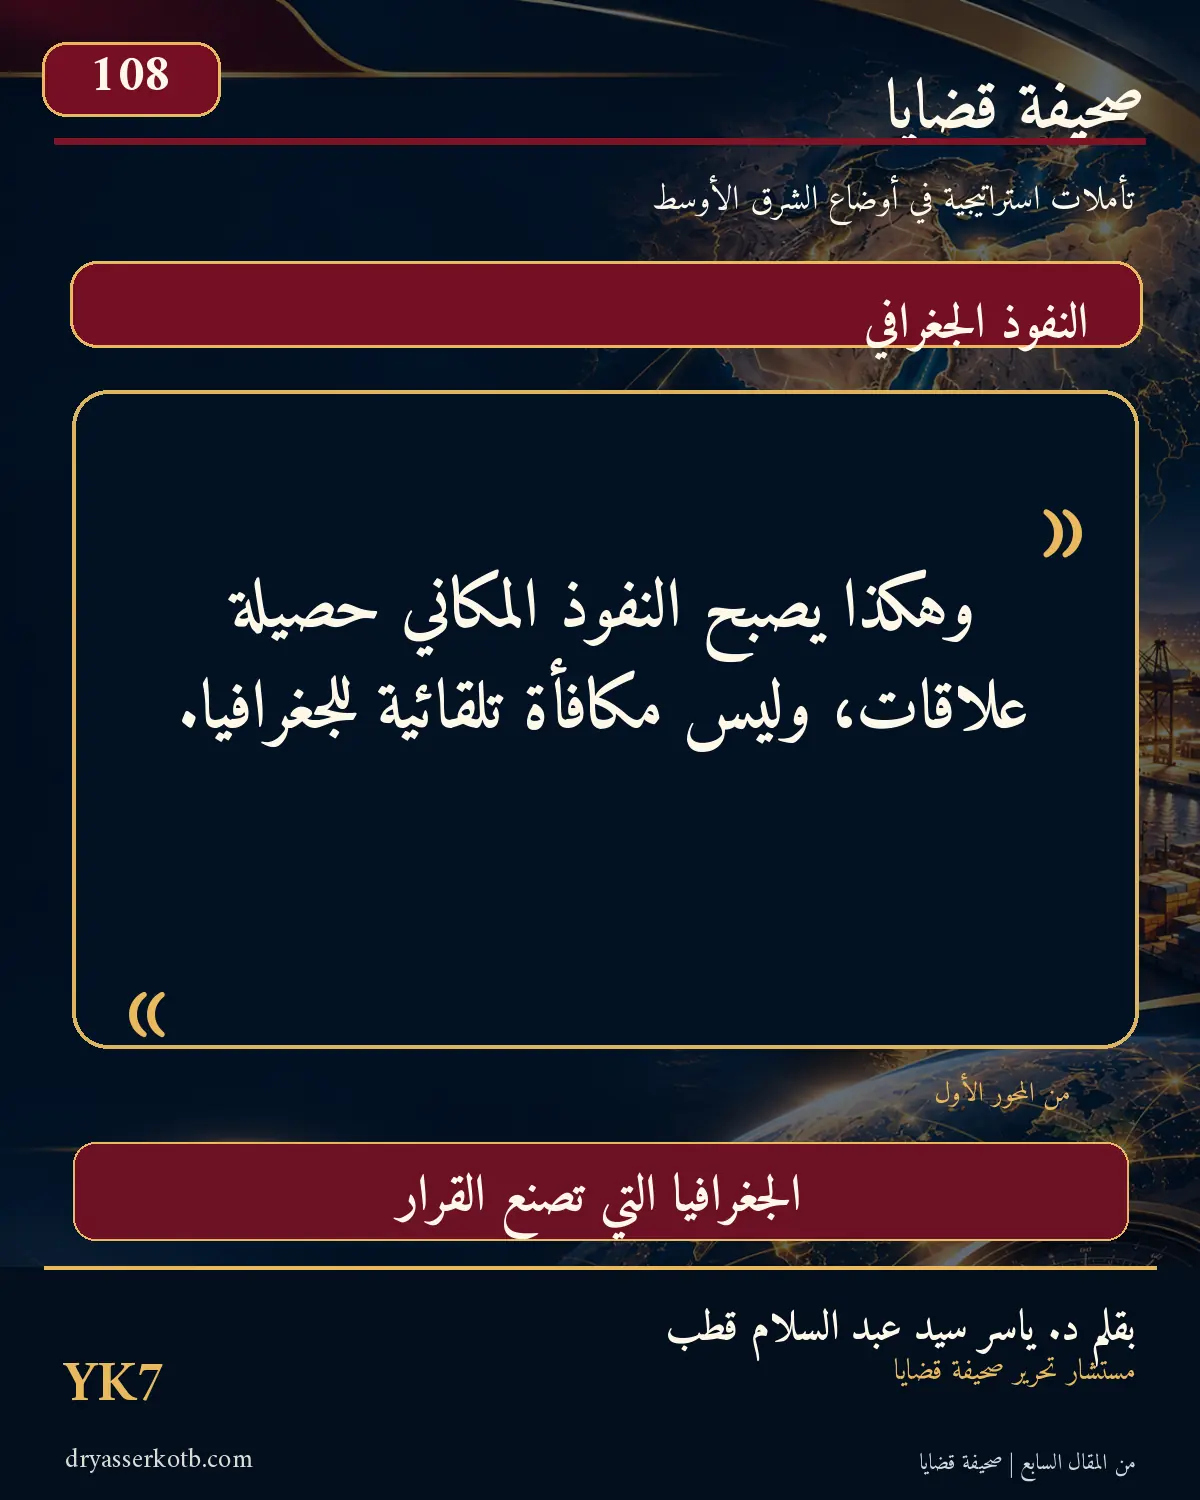 108
صحيفة قضايا
تأملات استراتيجية في أوضاع الشرق الأوسط
النفوذ الجغرافي
»
وهكذا يصبح النفوذ المكاني حصيلة
علاقات، وليس مكافأة تلقائية للجغرافيا.
«
من المحور الأول
الجغرافيا التي تصنع القرار
بقلم د. ياسر سيد عبد السلام قطب
مستشار تحرير صحيفة قضايا
YK7
من المقال السابع | صحيفة قضايا
dryasserkotb.com